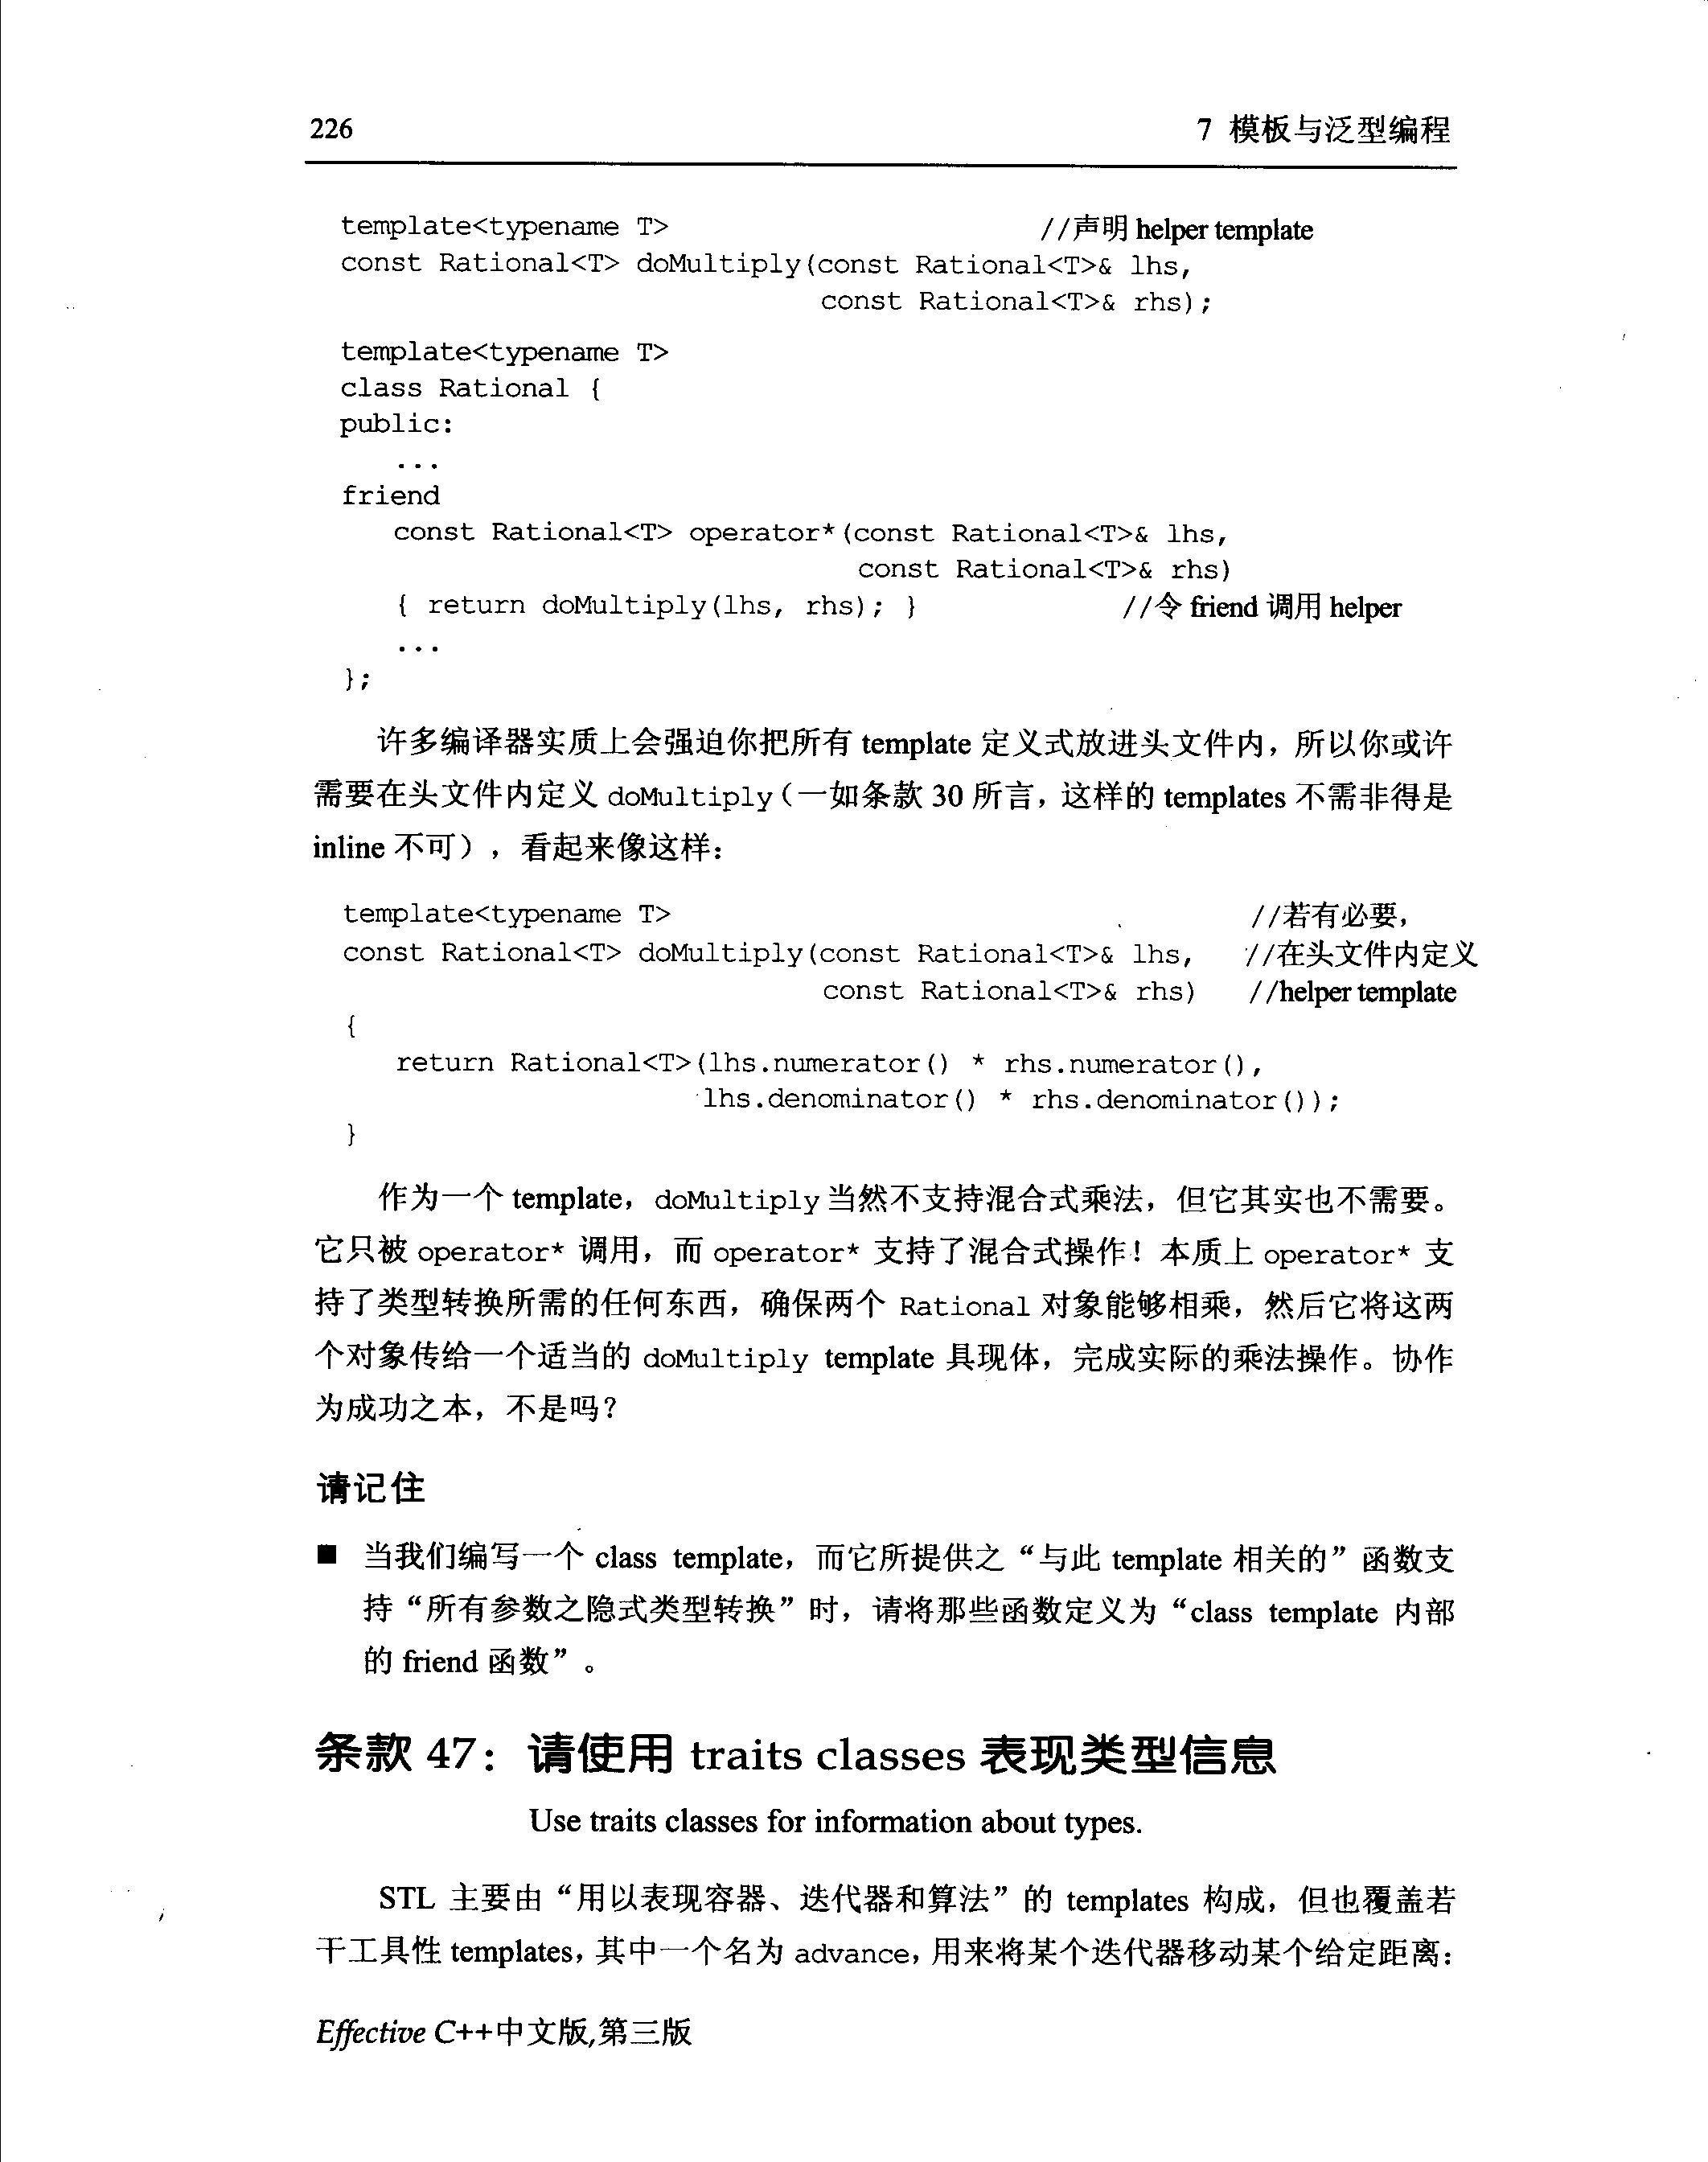 226
7 模板与泛型编程
template<typename T> //声明 helper template
const Rational<T> doMultiply(const Rational<T>& lhs,
const Rational<T>& rhs);
template<typename T>
class Rational {
public:
...
friend
const Rational<T> operator*(const Rational<T>& lhs,
const Rational<T>& rhs)
{ return doMultiply(lhs, rhs); } //令 friend 调用 helper
...
};
许多编译器实质上会强迫你把所有 template 定义式放进头文件内，所以你或许
需要在头文件内定义 doMultiply（一如条款 30 所言，这样的 templates 不需非得是
inline 不可），看起来像这样：
template<typename T> //若有必要，
const Rational<T> doMultiply(const Rational<T>& lhs, //在头文件内定义
const Rational<T>& rhs) //helper template
{
return Rational<T>(lhs.numerator() * rhs.numerator(),
lhs.denominator() * rhs.denominator());
}
作为一个 template，doMultiply 当然不支持混合式乘法，但它其实也不需要。
它只被 operator* 调用，而 operator* 支持了混合式操作！本质上 operator* 支
持了类型转换所需的任何东西，确保两个 Rational 对象能够相乘，然后它将这两
个对象传给一个适当的 doMultiply template 具现体，完成实际的乘法操作。协作
为成功之本，不是吗？
请记住
■ 当我们编写一个 class template，而它所提供之“与此 template 相关的”函数支
持“所有参数之隐式类型转换”时，请将那些函数定义为“class template 内部
的 friend 函数”。
条款 47：请使用 traits classes 表现类型信息
Use traits classes for information about types.
STL 主要由“用以表现容器、迭代器和算法”的 templates 构成，但也覆盖若
干工具性 templates，其中一个名为 advance，用来将某个迭代器移动某个给定距离：
Effective C++中文版,第三版